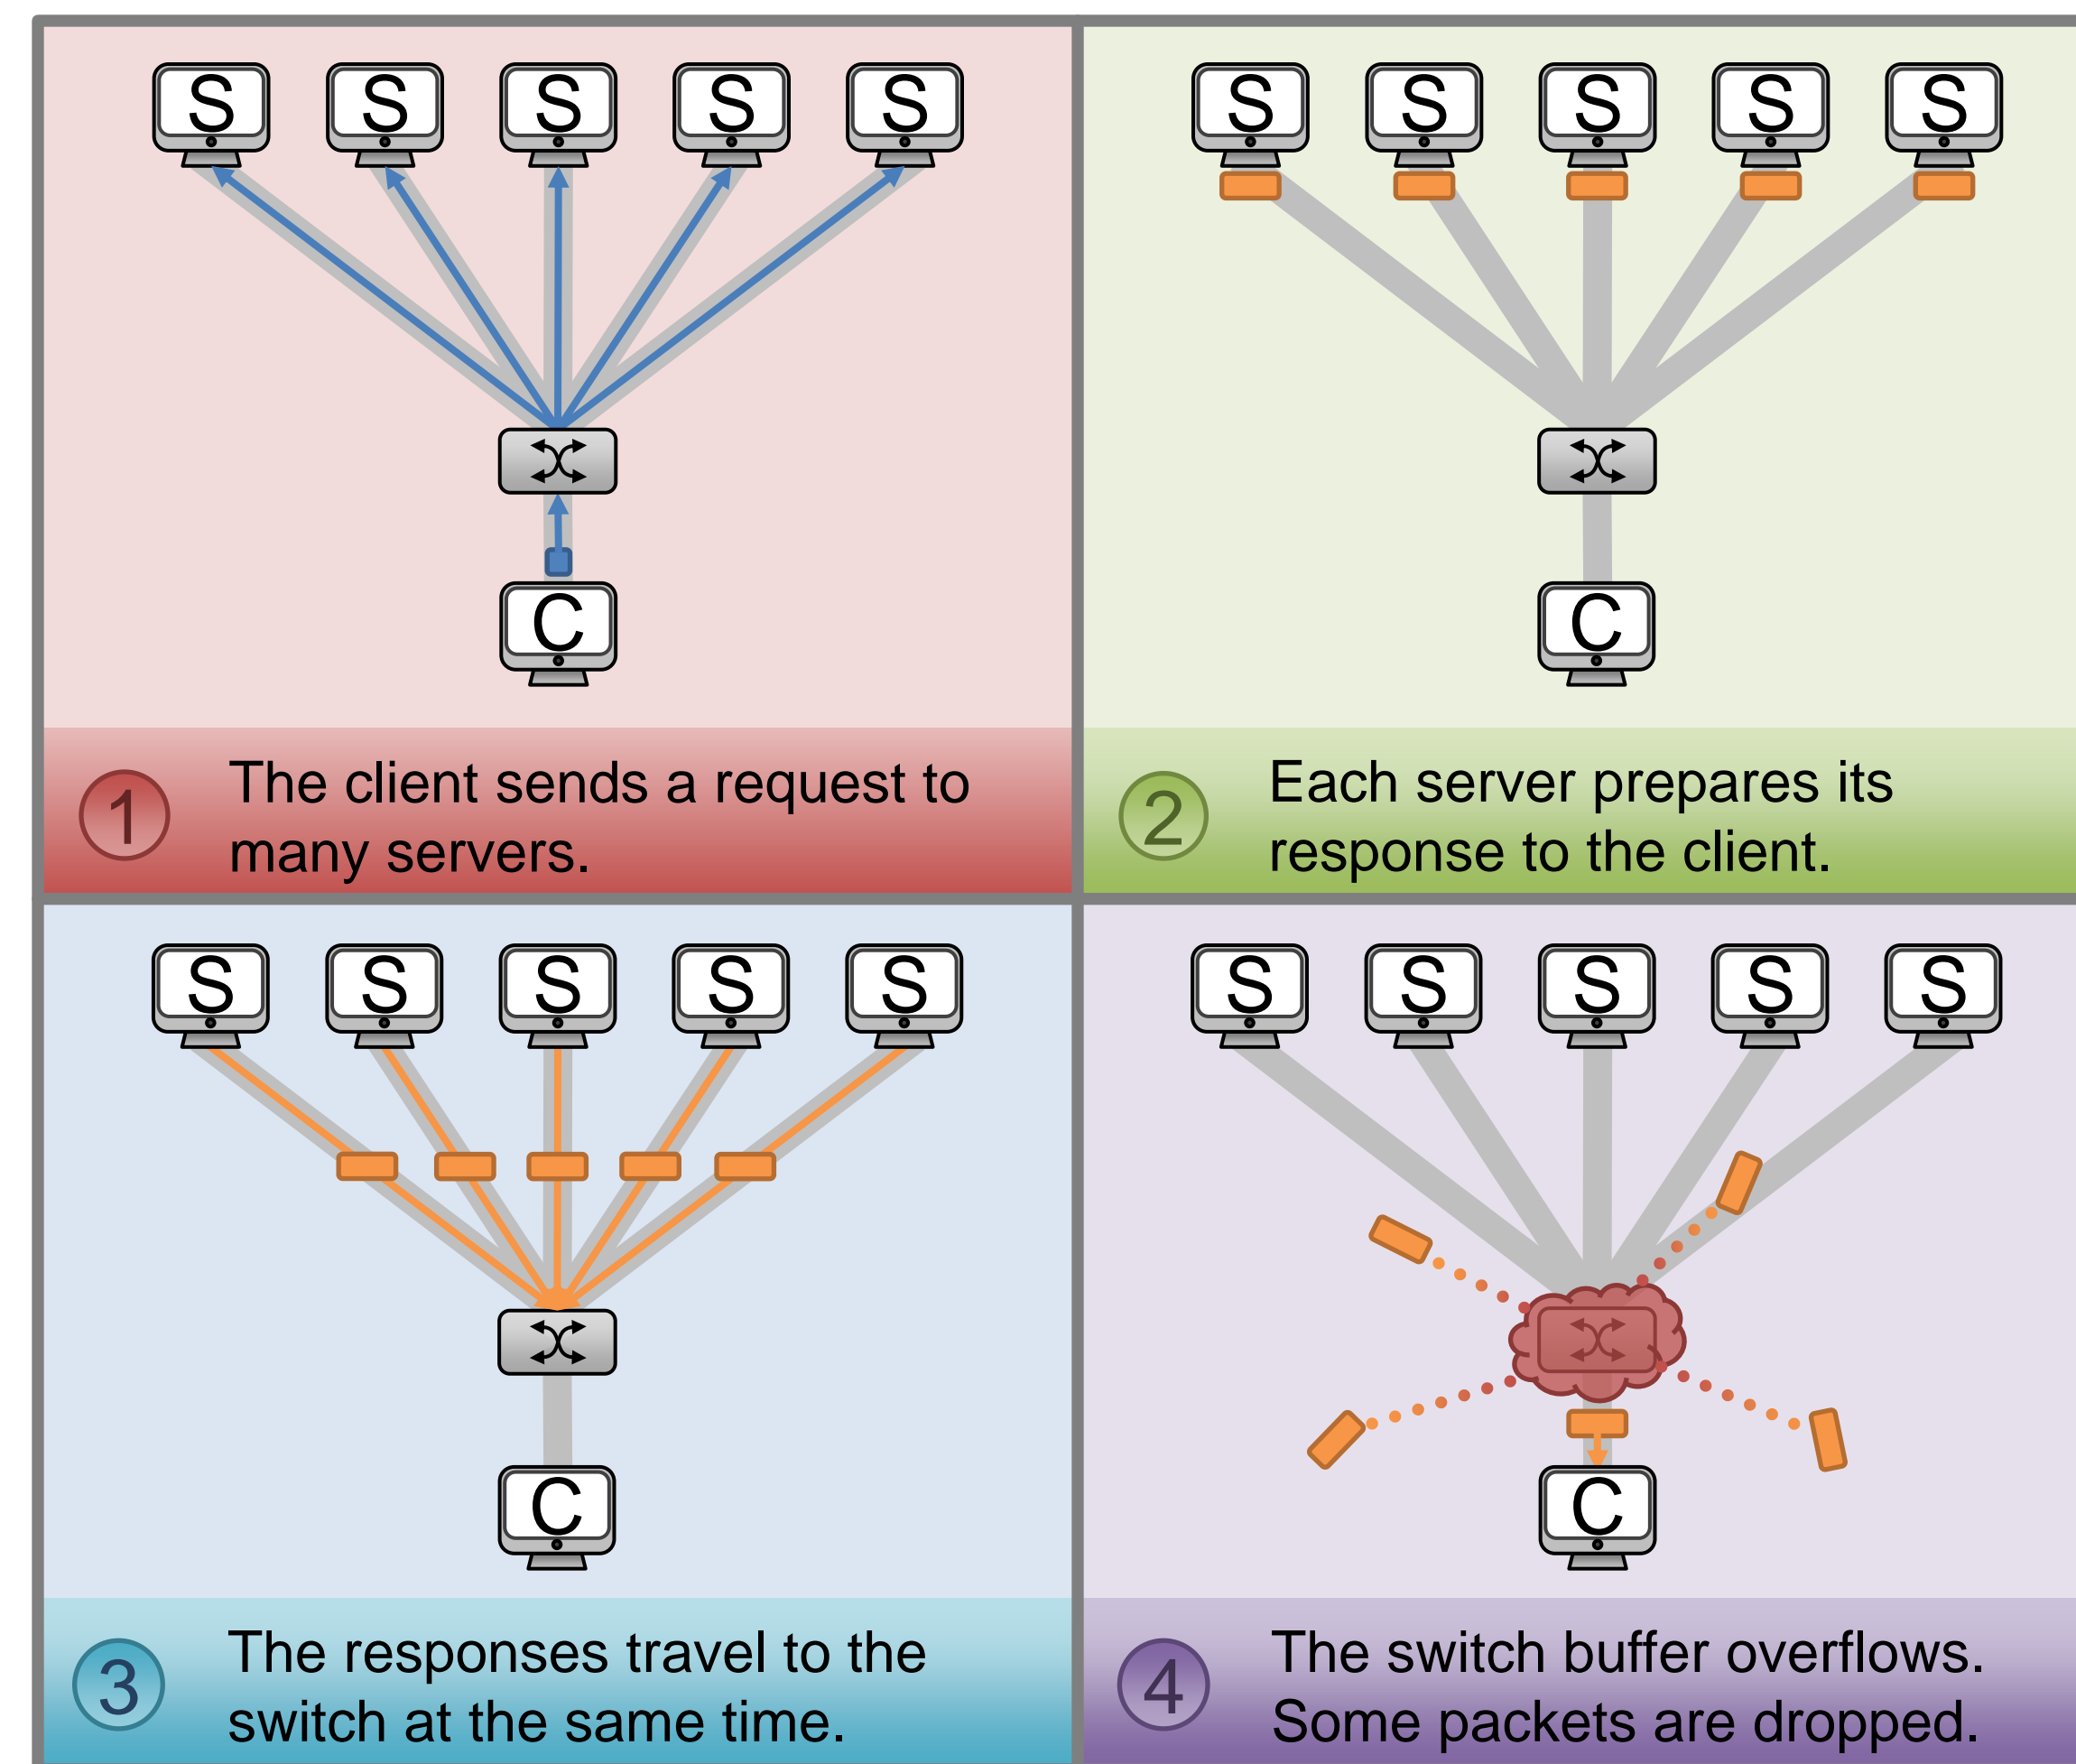 S S S S S
C
1 The client sends a request to
many servers.
S S S S S
C
2 Each server prepares its
response to the client.
S S S S S
C
3 The responses travel to the
switch at the same time.
S S S S S
C
4 The switch buffer overflows.
Some packets are dropped.